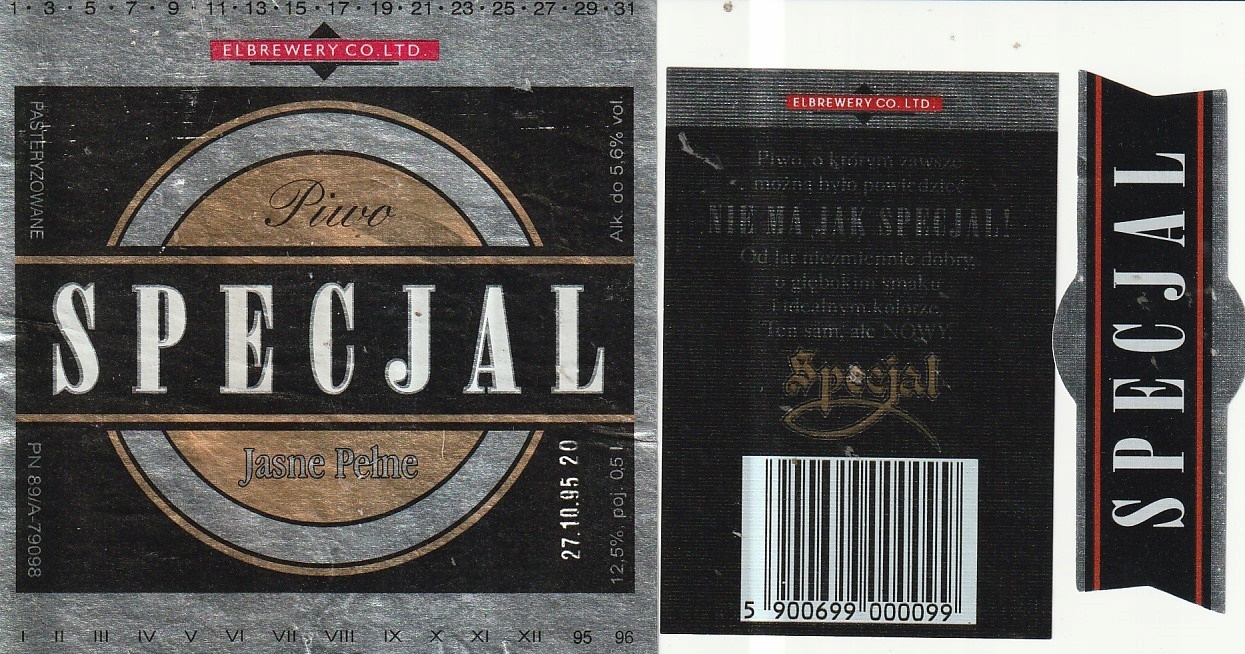 1 · 3 · 5 · 7 · 9 · 11 · 13 · 15 · 17 · 19 · 21 · 23 · 25 · 27 · 29 · 31
ELBREWERY CO. LTD.
PASTERYZOWANE
Alk. do 5,6% vol.
Piwo
SPECJAL
Jasne Pełne
PN 89/A-79098
27.10.95 20
12,5%, poj. 0,5 l
I II III IV V VI VII VIII IX X XI XII 95 96
ELBREWERY CO. LTD.
Piwo, o którym zawsze
można było powiedzieć
NIE MA JAK SPECJAL!
Od lat niezmiennie dobry,
o głębokim smaku
i idealnym kolorze.
Ten sam, ale NOWY.
Specjal
5 900699 000099
SPECJAL